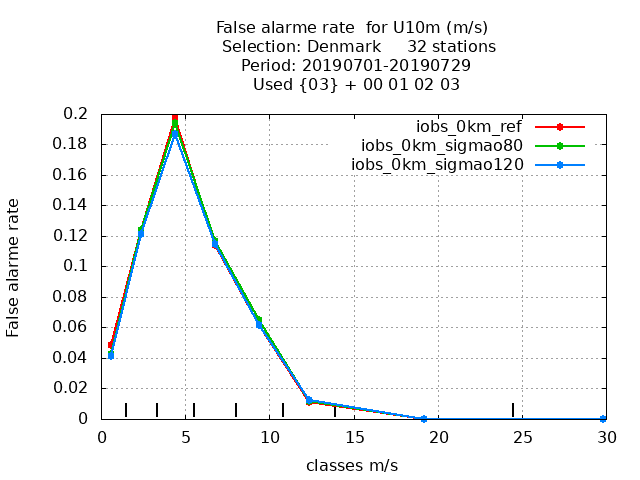 False alarme rate  for U10m (m/s)
Selection: Denmark     32 stations
Period: 20190701-20190729
Used {03} + 00 01 02 03
iobs_0km_ref
iobs_0km_sigmao80
iobs_0km_sigmao120
False alarme rate
0.2
0.18
0.16
0.14
0.12
0.1
0.08
0.06
0.04
0.02
0
0 5 10 15 20 25 30
classes m/s